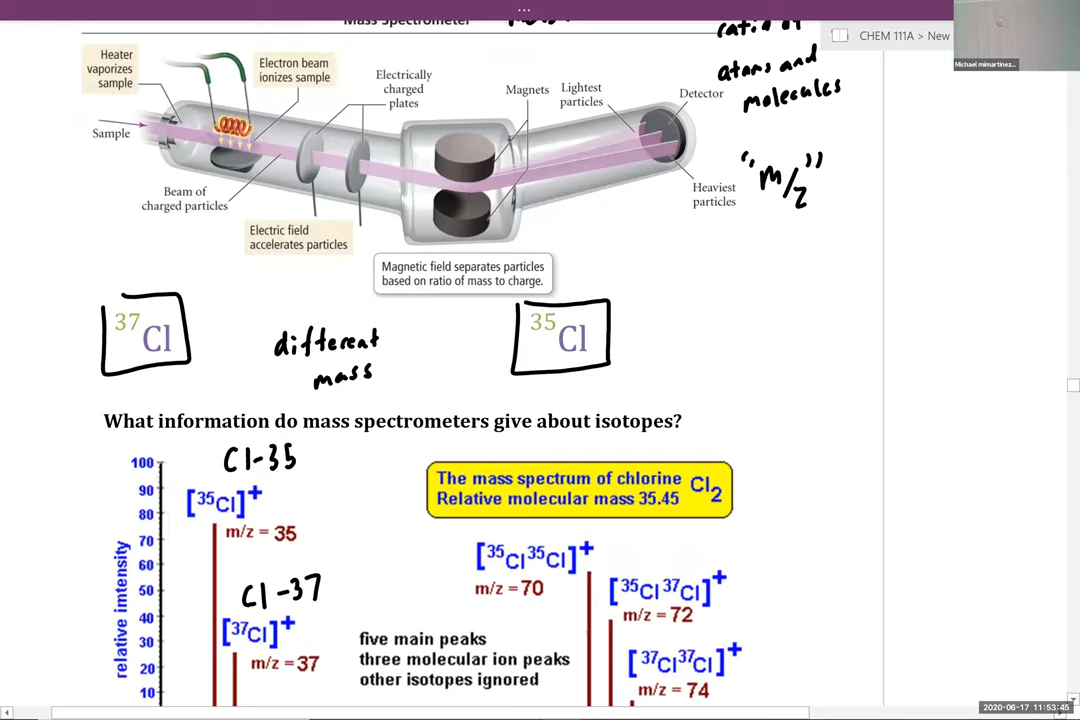 Mass Spectrometer
ratio of
atoms and
molecules
"m/z"
CHEM 111A > New
Michael mimartinez...
Heater
vaporizes
sample
Electron beam
ionizes sample
Electrically
charged
plates
Magnets
Lightest
particles
Detector
Sample
Beam of
charged particles
Electric field
accelerates particles
Heaviest
particles
Magnetic field separates particles
based on ratio of mass to charge.
37Cl
different
mass
35Cl
What information do mass spectrometers give about isotopes?
Cl-35
100
90
80
70
60
50
40
30
20
10
relative imtensity
[35Cl]+
m/z = 35
Cl-37
[37Cl]+
m/z = 37
The mass spectrum of chlorine Cl2
Relative molecular mass 35.45
[35Cl35Cl]+
m/z = 70
[35Cl 37Cl]+
m/z = 72
[37Cl37Cl]+
m/z = 74
five main peaks
three molecular ion peaks
other isotopes ignored
2020-06-17 11:53:45